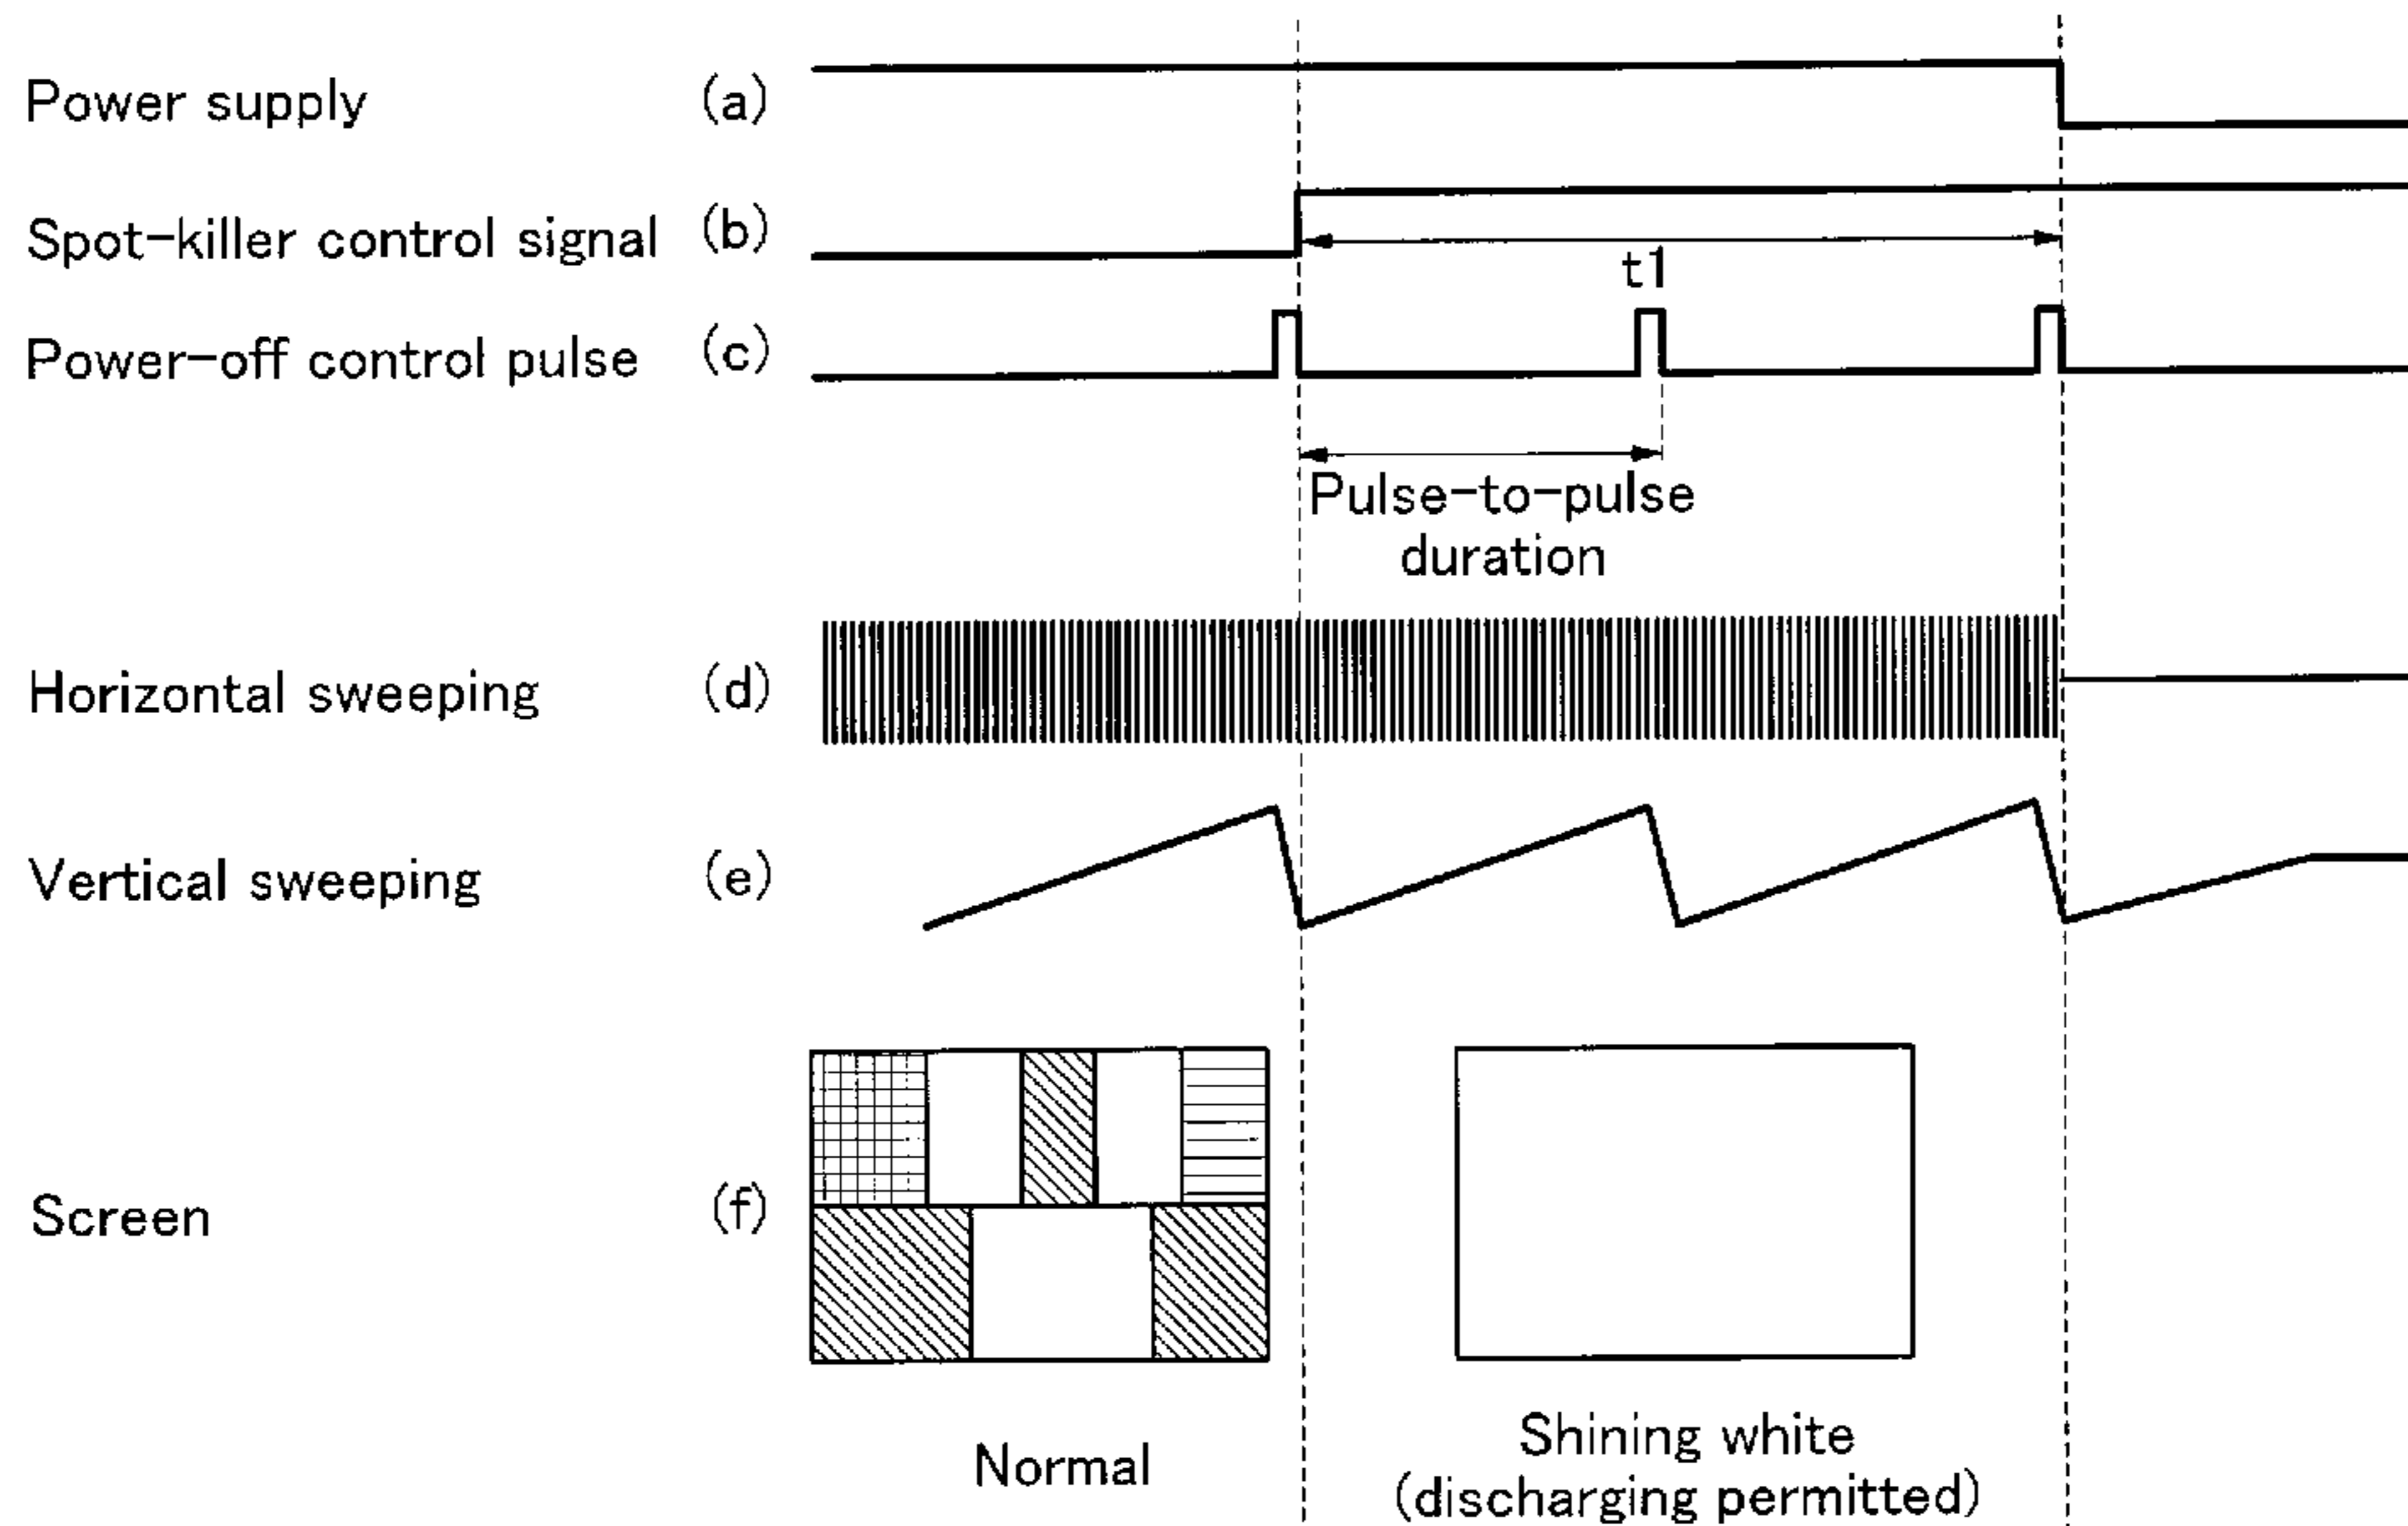 Power supply (a)
Spot-killer control signal (b)
t1
Power-off control pulse (c)
Pulse-to-pulse
duration
Horizontal sweeping (d)
Vertical sweeping (e)
Screen (f)
Normal
Shining white
(discharging permitted)